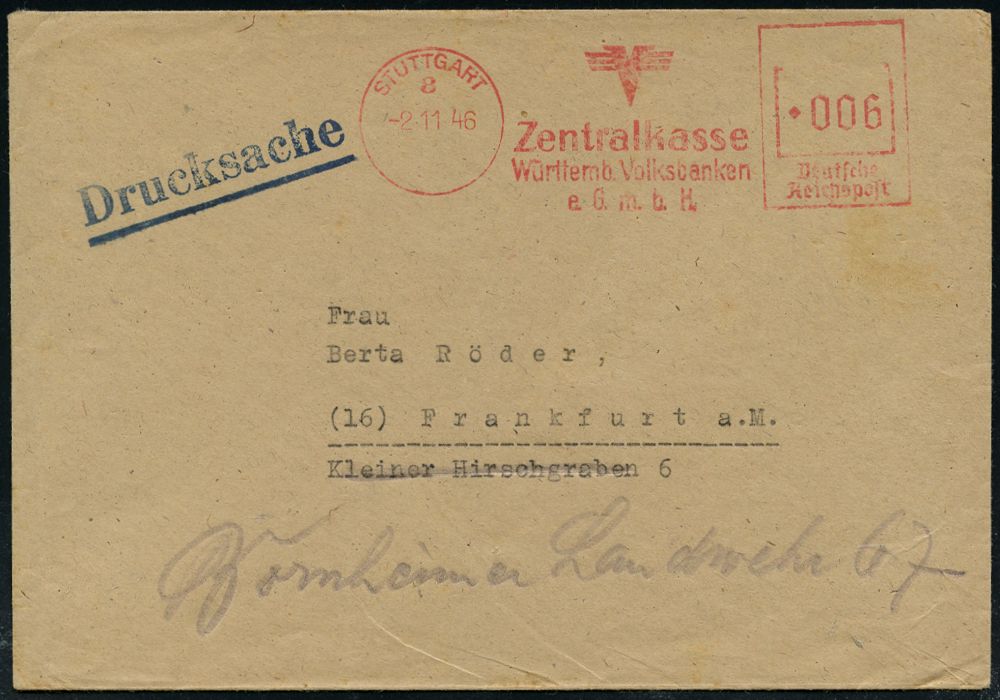 Drucksache
STUTTGART
8
-2.11.46
Zentralkasse
Württemb. Volksbanken
e. G. m. b. H.
006
Deutsche
Reichspost
Frau
Berta Röder,
(16) Frankfurt a.M.
Kleiner Hirschgraben 6
Bornheimer Landwehr 67